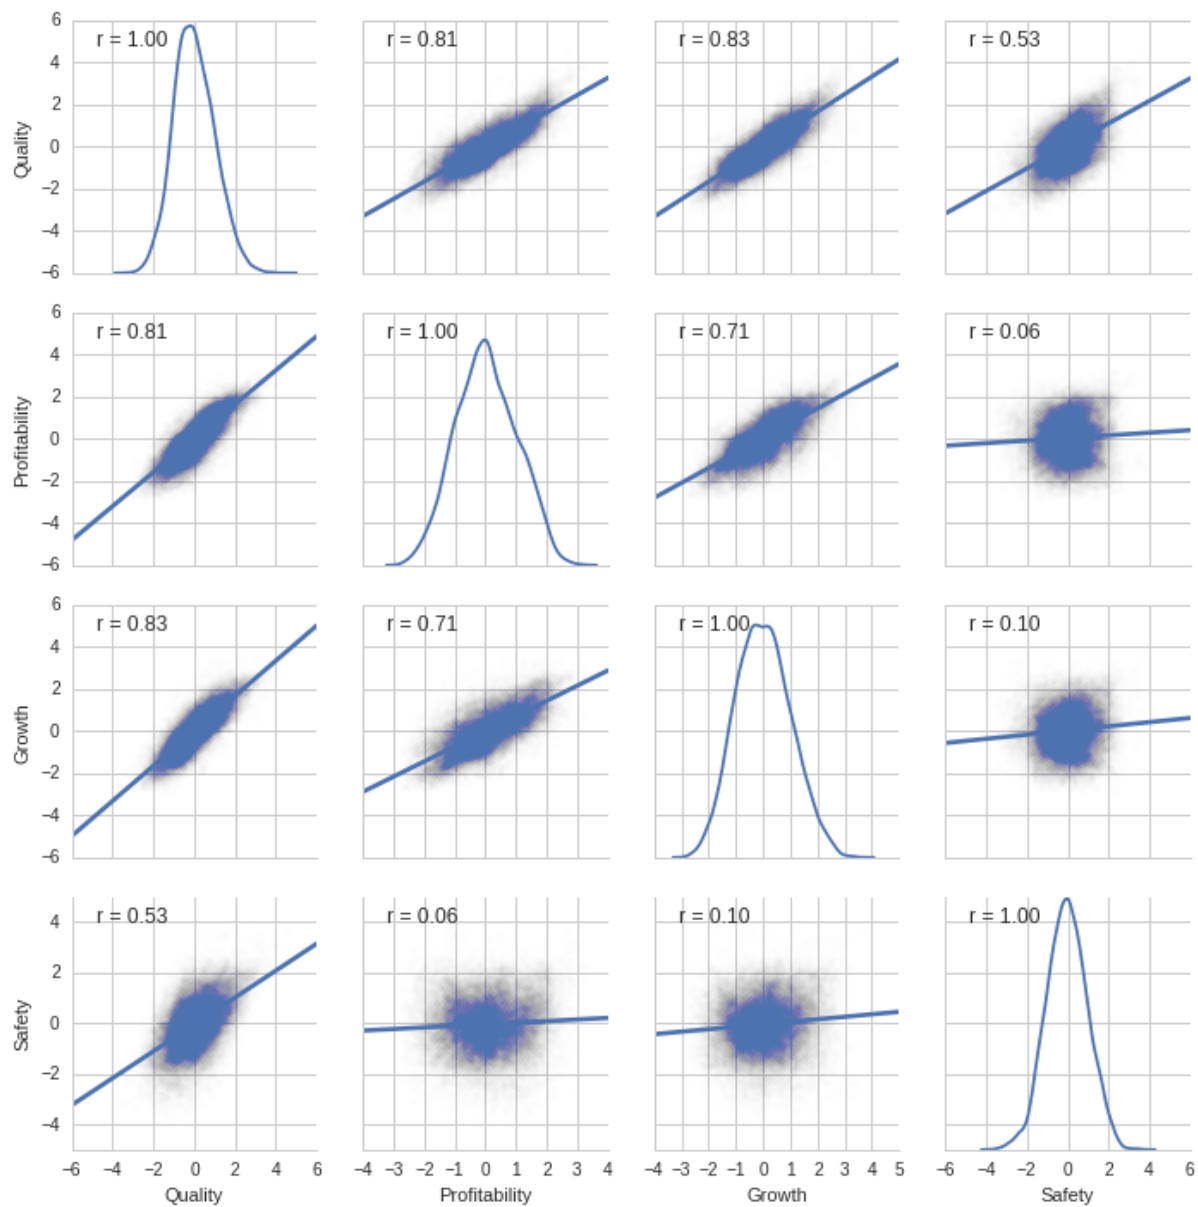 r = 1.00
r = 0.81
r = 0.83
r = 0.53
6
4
2
0
−2
−4
−6
Quality
r = 0.81
r = 1.00
r = 0.71
r = 0.06
6
4
2
0
−2
−4
−6
Profitability
r = 0.83
r = 0.71
r = 1.00
r = 0.10
6
4
2
0
−2
−4
−6
Growth
r = 0.53
r = 0.06
r = 0.10
r = 1.00
4
2
0
−2
−4
Safety
−6 −4 −2 0 2 4 6
−4 −3 −2 −1 0 1 2 3 4
−4 −3 −2 −1 0 1 2 3 4 5
−6 −4 −2 0 2 4 6
Quality
Profitability
Growth
Safety